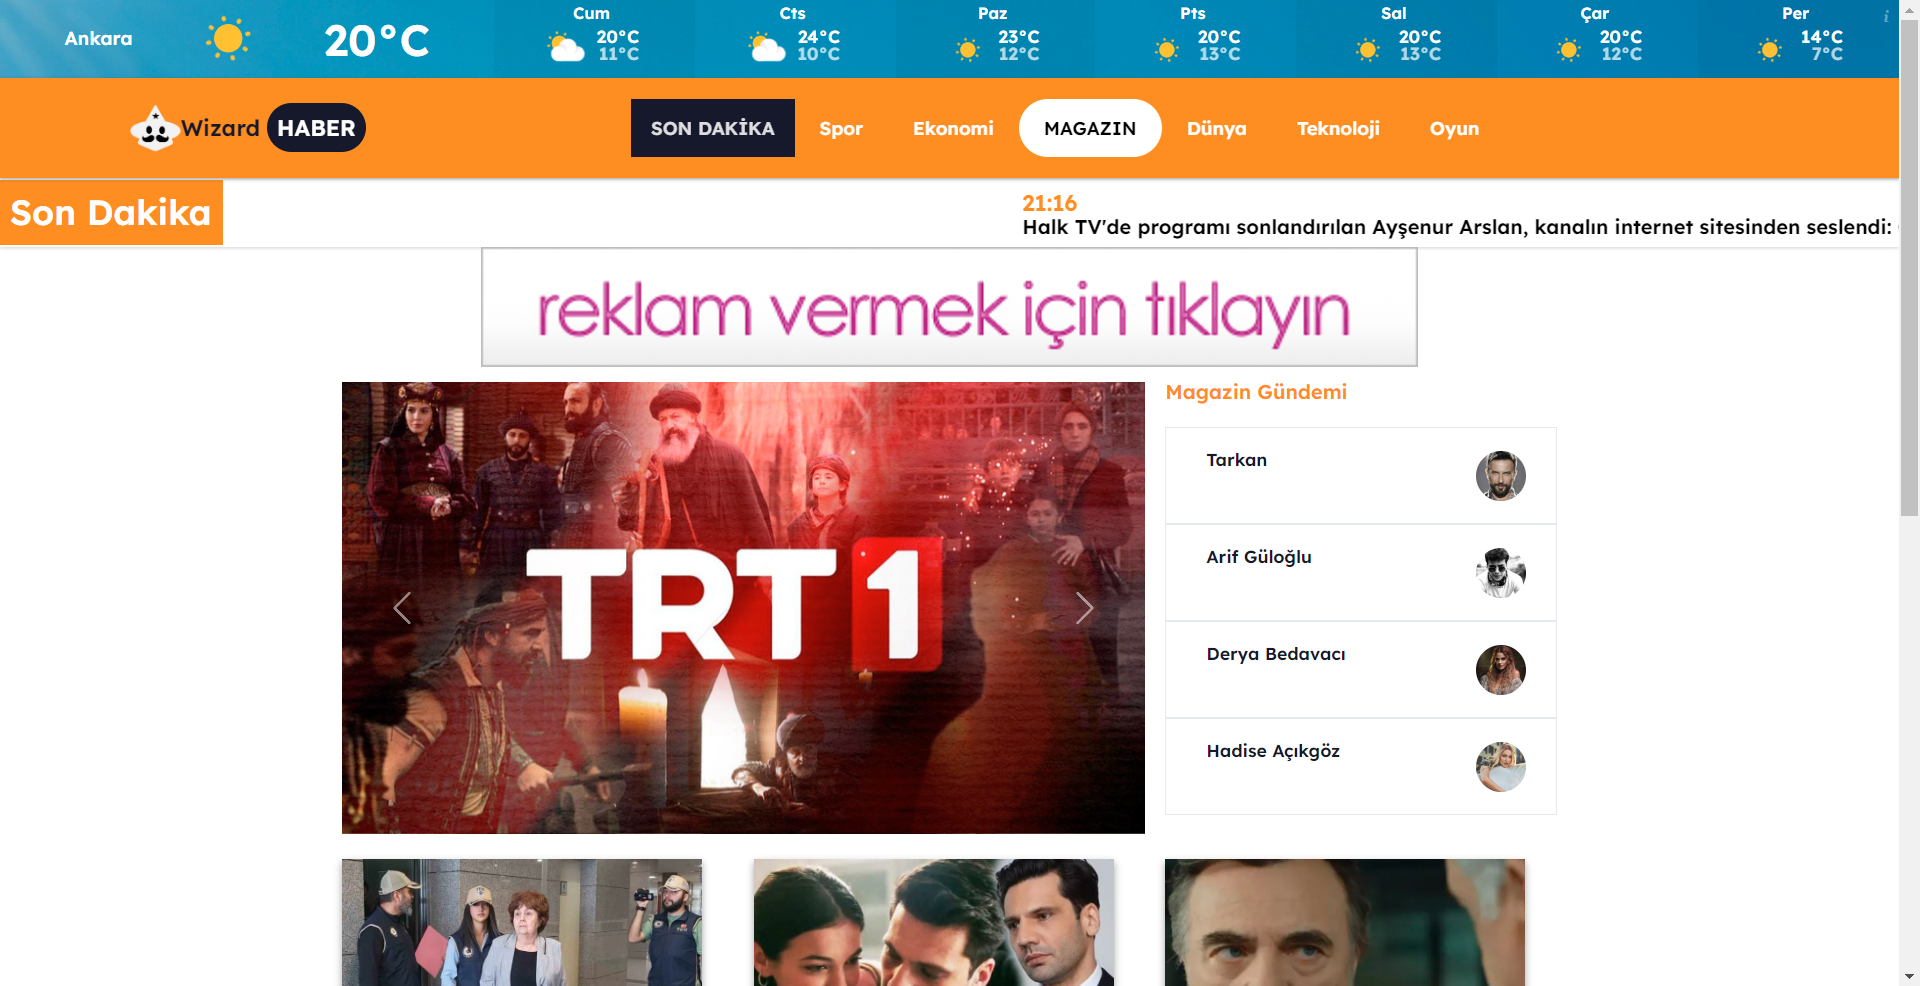 Ankara
20°C
Cum
20°C
11°C
Cts
24°C
10°C
Paz
23°C
12°C
Pts
20°C
13°C
Sal
20°C
13°C
Çar
20°C
12°C
Per
14°C
7°C
i
Wizard HABER
SON DAKİKA
Spor
Ekonomi
MAGAZIN
Dünya
Teknoloji
Oyun
Son Dakika
21:16
Halk TV'de programı sonlandırılan Ayşenur Arslan, kanalın internet sitesinden seslendi:
reklam vermek için tıklayın
TRT 1
Magazin Gündemi
Tarkan
Arif Güloğlu
Derya Bedavacı
Hadise Açıkgöz